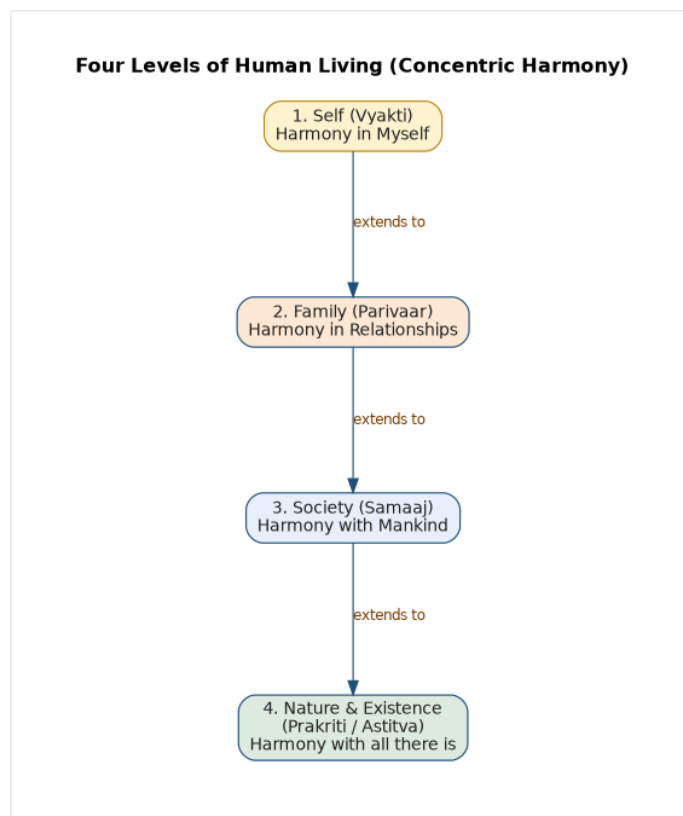 Four Levels of Human Living (Concentric Harmony)
1. Self (Vyakti)
Harmony in Myself
extends to
2. Family (Parivaar)
Harmony in Relationships
extends to
3. Society (Samaaj)
Harmony with Mankind
extends to
4. Nature & Existence
(Prakriti / Astitva)
Harmony with all there is